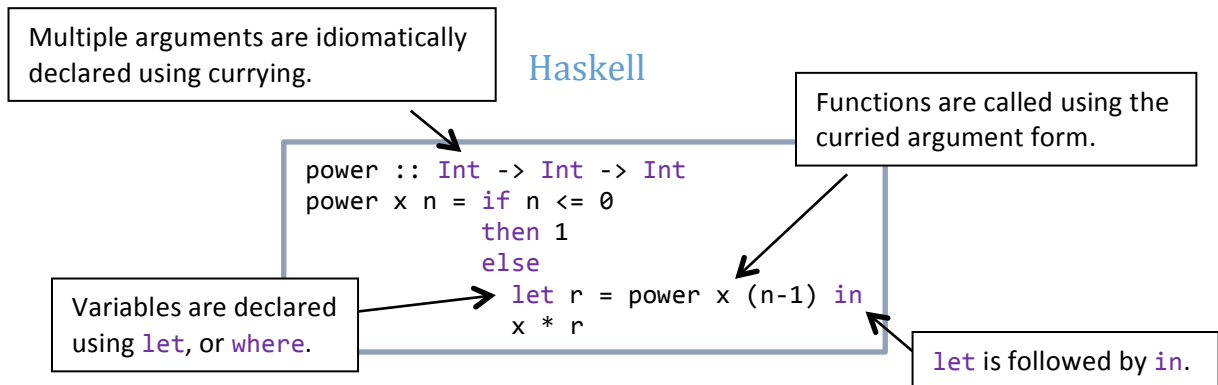 Multiple arguments are idiomatically
declared using currying.
Haskell
Functions are called using the
curried argument form.
power :: Int -> Int -> Int
power x n = if n <= 0
            then 1
            else
              let r = power x (n-1) in
              x * r
Variables are declared
using let, or where.
let is followed by in.